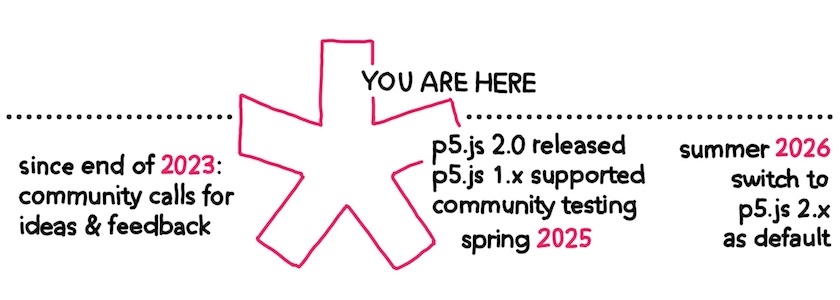 YOU ARE HERE
since end of 2023:
community calls for
ideas & feedback
p5.js 2.0 released
p5.js 1.x supported
community testing
spring 2025
summer 2026
switch to
p5.js 2.x
as default